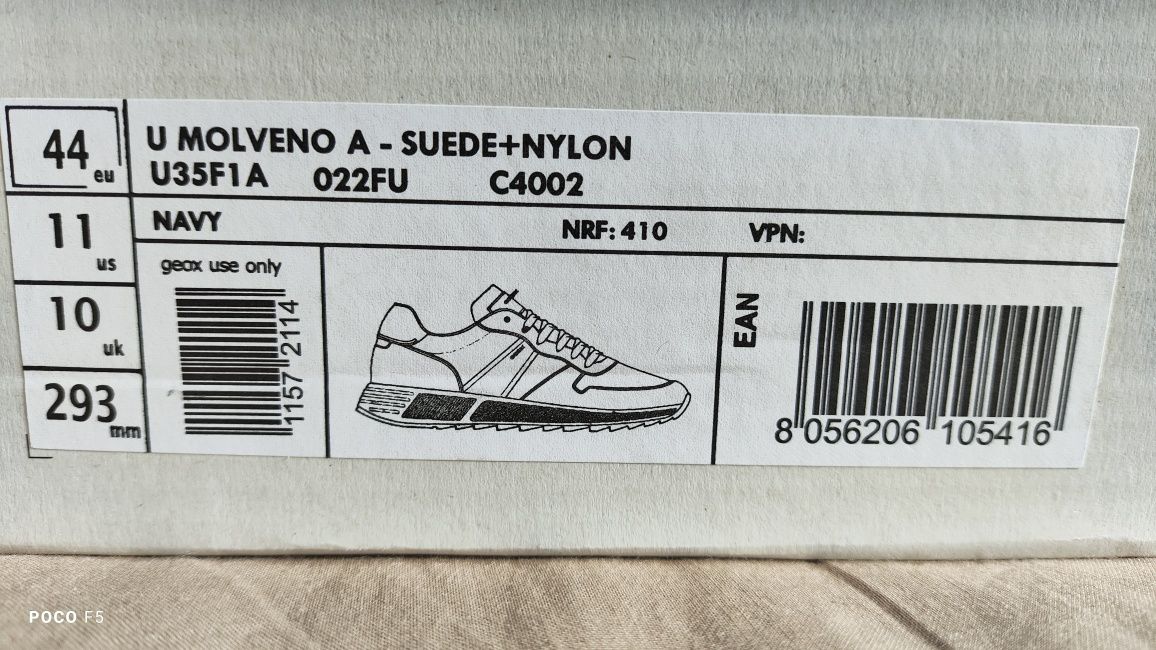 44 eu
11 us
10 uk
293 mm
U MOLVENO A - SUEDE+NYLON
U35F1A 022FU C4002
NAVY NRF: 410 VPN:
geox use only
1157 2114
EAN
8 056206 105416
POCO F5